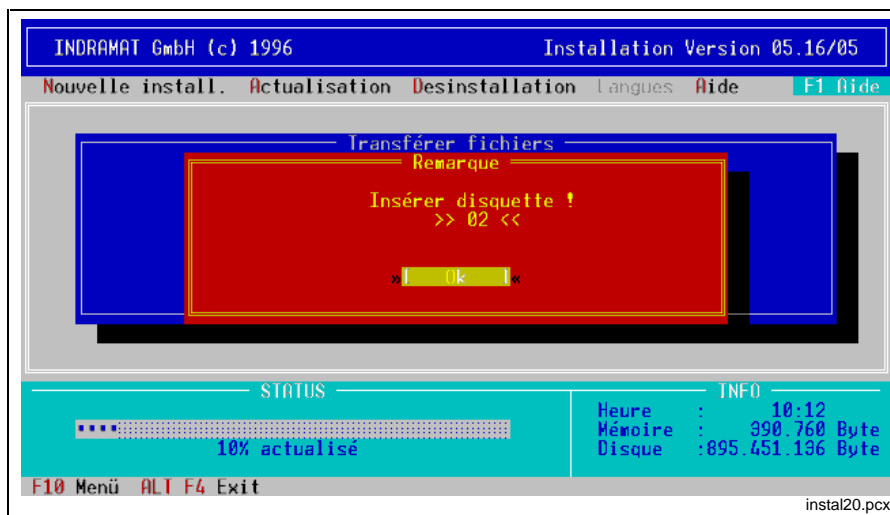 INDRAMAT GmbH (c) 1996 Installation Version 05.16/05
Nouvelle install. Actualisation Desinstallation Langues Aide F1 Aide
Transférer fichiers
Remarque
Insérer disquette !
>> 02 <<
» [ Ok ] «
STATUS
INFO
Heure : 10:12
Mémoire : 390.760 Byte
10% actualisé
Disque :895.451.136 Byte
F10 Menü ALT F4 Exit
instal20.pcx